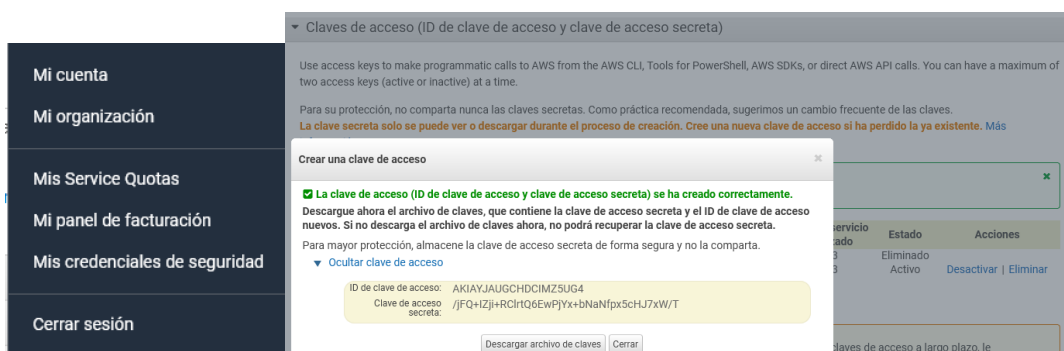 Mi cuenta
Mi organización
Mis Service Quotas
Mi panel de facturación
Mis credenciales de seguridad
Cerrar sesión
Claves de acceso (ID de clave de acceso y clave de acceso secreta)
Use access keys to make programmatic calls to AWS from the AWS CLI, Tools for PowerShell, AWS SDKs, or direct AWS API calls. You can have a maximum of
two access keys (active or inactive) at a time.
Para su protección, no comparta nunca las claves secretas. Como práctica recomendada, sugerimos un cambio frecuente de las claves.
La clave secreta solo se puede ver o descargar durante el proceso de creación. Cree una nueva clave de acceso si ha perdido la ya existente. Más
Crear una clave de acceso
La clave de acceso (ID de clave de acceso y clave de acceso secreta) se ha creado correctamente.
Descargue ahora el archivo de claves, que contiene la clave de acceso secreta y el ID de clave de acceso
nuevos. Si no descarga el archivo de claves ahora, no podrá recuperar la clave de acceso secreta.
Para mayor protección, almacene la clave de acceso secreta de forma segura y no la comparta.
Ocultar clave de acceso
ID de clave de acceso: AKIAYJAUGCHDCIMZ5UG4
Clave de acceso secreta: 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
Descargar archivo de claves Cerrar
servicio Estado Acciones
Eliminado
Activo Desactivar | Eliminar
claves de acceso a largo plazo, le